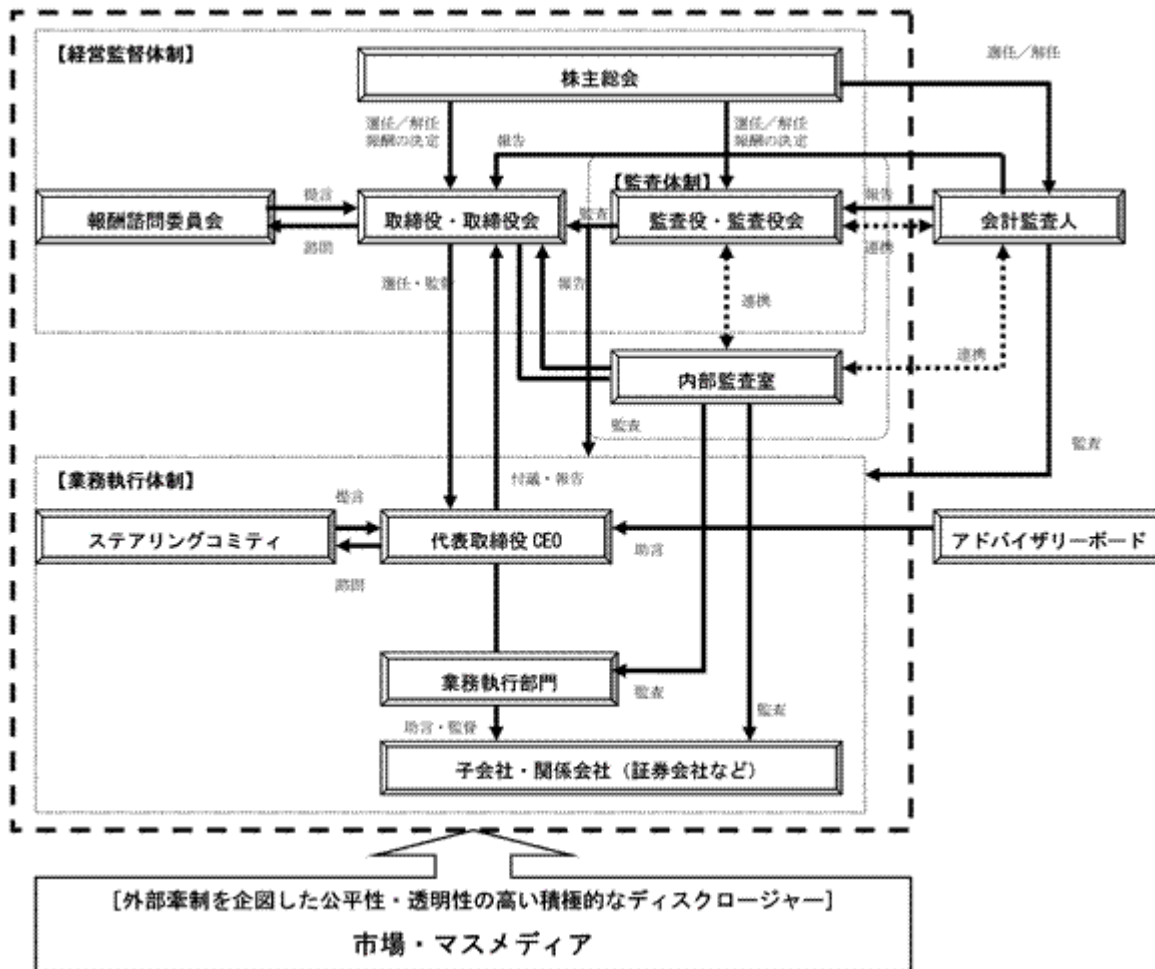 【経営監督体制】
株主総会
選任／解任
選任／解任
報酬の決定
選任／解任
報酬の決定
報告
【監査体制】
報酬諮問委員会
提言
諮問
取締役・取締役会
監査
監査役・監査役会
報告
連携
会計監査人
選任・監督
報告
連携
内部監査室
連携
監査
監査
【業務執行体制】
付議・報告
提言
ステアリングコミティ
諮問
代表取締役 CEO
助言
アドバイザリーボード
業務執行部門
監査
助言・監督
監査
子会社・関係会社（証券会社など）
［外部牽制を企図した公平性・透明性の高い積極的なディスクロージャー］
市場・マスメディア